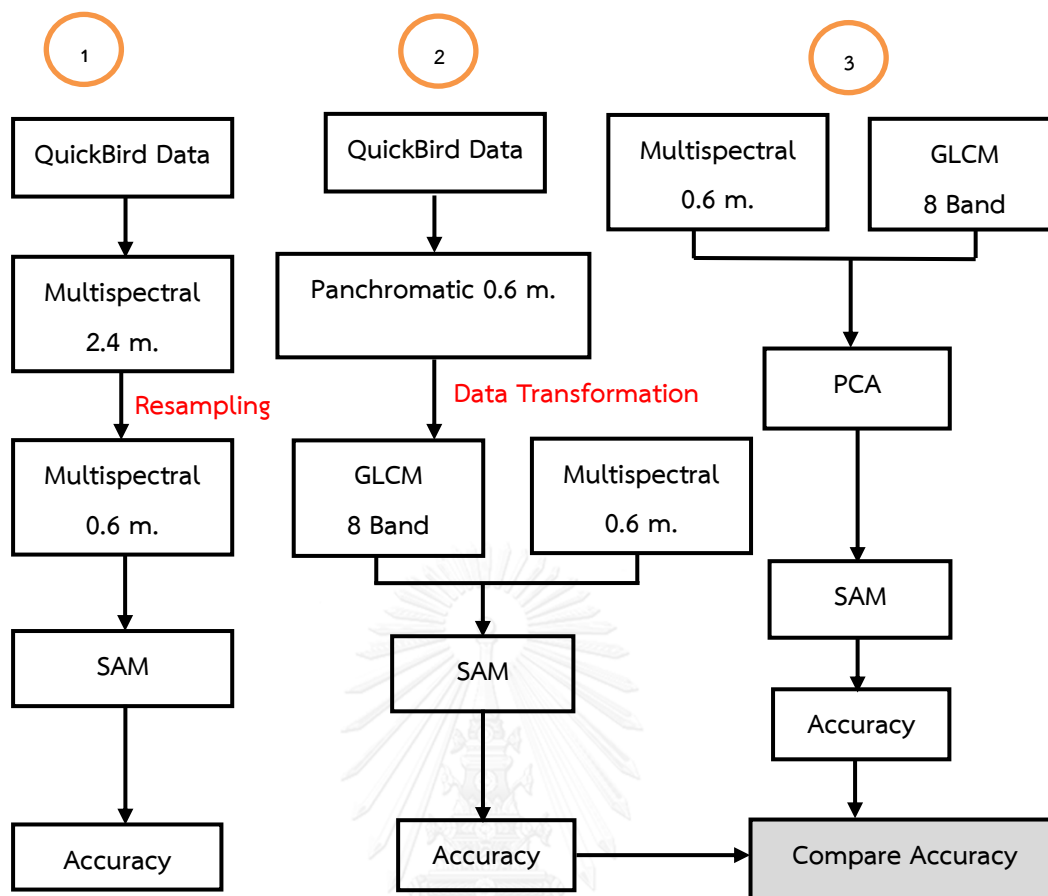 1
QuickBird Data
Multispectral
2.4 m.
Resampling
Multispectral
0.6 m.
SAM
Accuracy
2
QuickBird Data
Panchromatic 0.6 m.
Data Transformation
GLCM
8 Band
Multispectral
0.6 m.
SAM
Accuracy
3
Multispectral
0.6 m.
GLCM
8 Band
PCA
SAM
Accuracy
Compare Accuracy